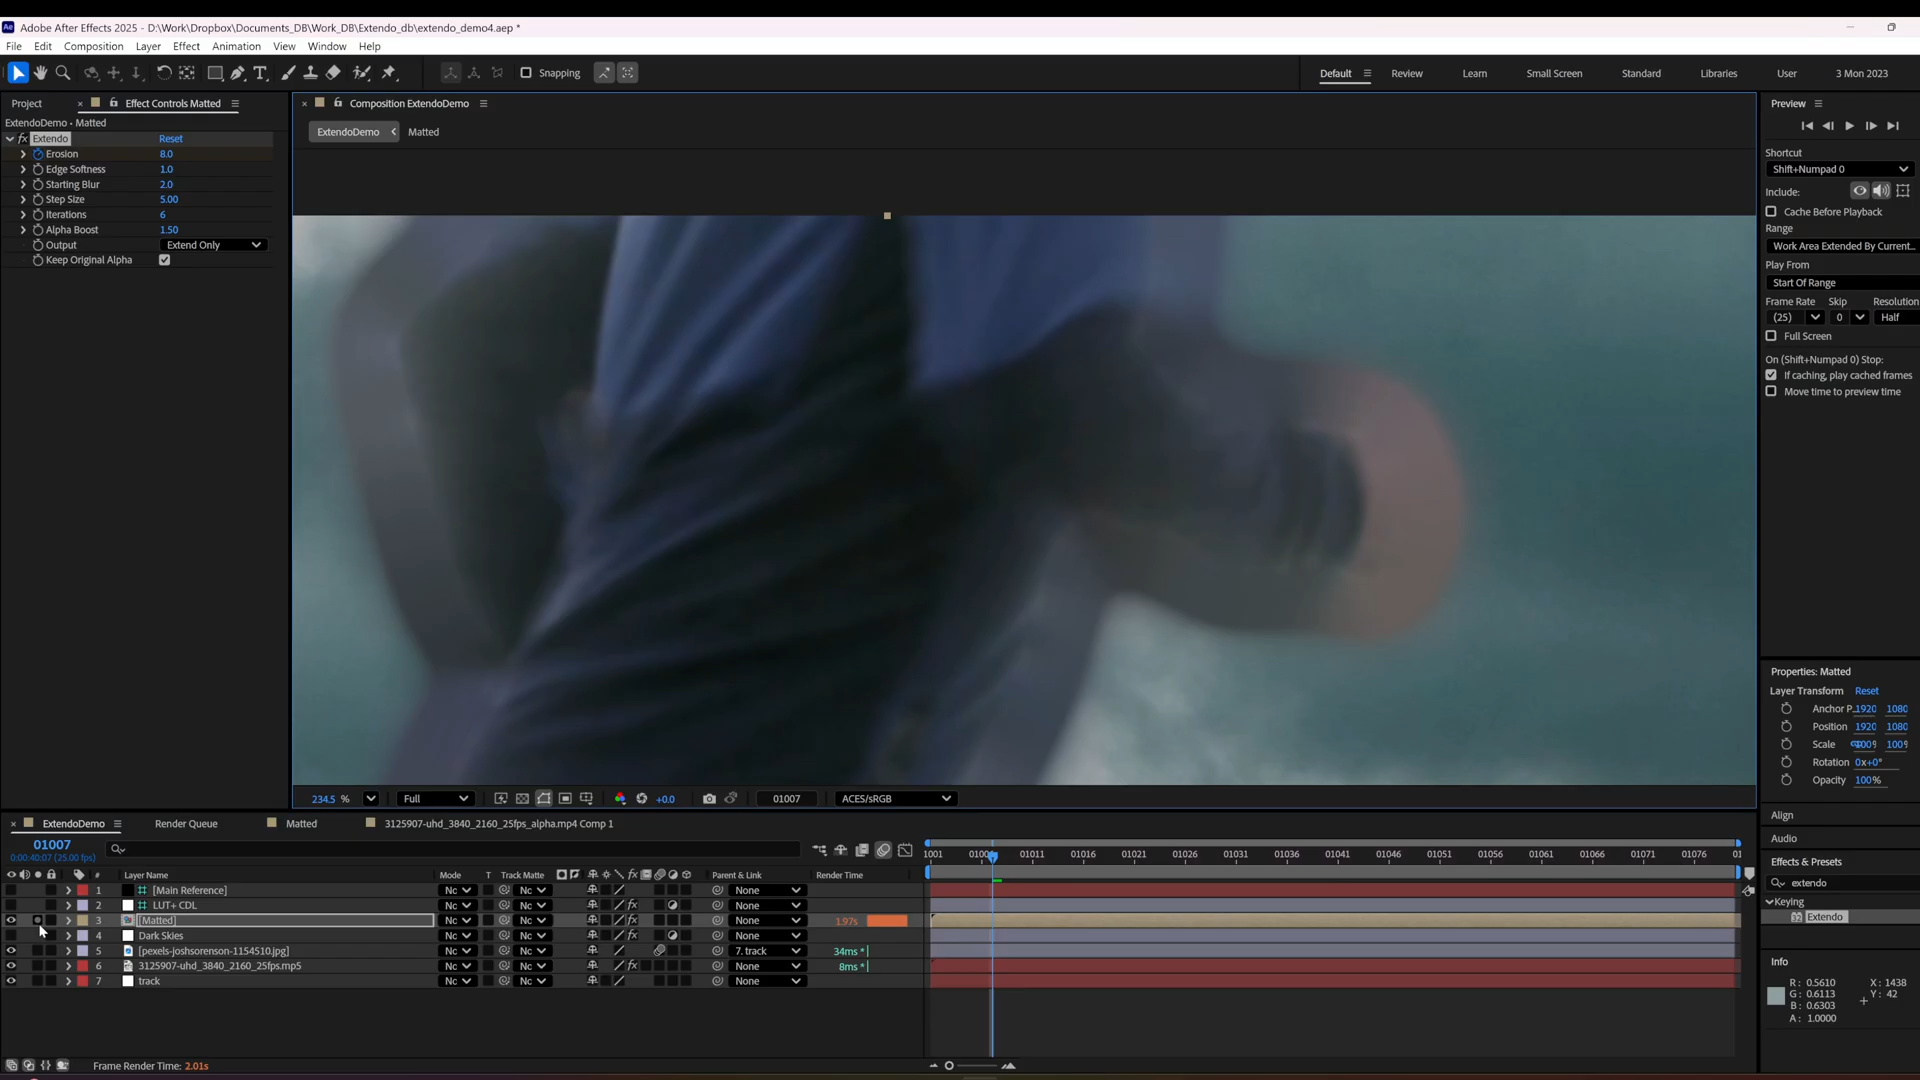 Adobe After Effects 2025 - D:\Work\Dropbox\Documents_DB\Work_DB\Extendo_db\extendo_demo4.aep *
File Edit Composition Layer Effect Animation View Window Help
Snapping Default Review Learn Small Screen Standard Libraries User 3 Mon 2023
Project × Effect Controls Matted × Composition ExtendoDemo Preview
ExtendoDemo • Matted
ExtendoDemo < Matted
fx Extendo Reset
Erosion 8.0
Edge Softness 1.0
Starting Blur 2.0
Step Size 5.00
Iterations 6
Alpha Boost 1.50
Output Extend Only
Keep Original Alpha
Shortcut
Shift+Numpad 0
Include:
Cache Before Playback
Range
Work Area Extended By Current...
Play From
Start Of Range
Frame Rate Skip Resolution
(25) 0 Half
Full Screen
On (Shift+Numpad 0) Stop:
If caching, play cached frames
Move time to preview time
Properties: Matted
Layer Transform Reset
Anchor P.. 1920 1080
Position 1920 1080
Scale 100% 100%
Rotation 0x+0°
Opacity 100%
Align
Audio
Effects & Presets
extendo
Keying
Extendo
Info
R: 0.5610 X: 1438
G: 0.6113 Y: 42
B: 0.6303
A: 1.0000
234.5 % Full +0.0 01007 ACES/sRGB
× ExtendoDemo Render Queue Matted 3125907-uhd_3840_2160_25fps_alpha.mp4 Comp 1
01007
0:00:40:07 (25.00 fps)
1001 01011 01016 01021 01026 01031 01036 01041 01046 01051 01056 01061 01066 01071 01076 01
# Layer Name Mode T Track Matte fx Parent & Link Render Time
1 [Main Reference] Nc Nc None
2 LUT+ CDL Nc Nc fx None
3 [Matted] Nc Nc fx None 1.97s
4 Dark Skies Nc Nc fx None
5 [pexels-joshsorenson-1154510.jpg] Nc Nc 7. track 34ms *
6 3125907-uhd_3840_2160_25fps.mp5 Nc Nc fx None 8ms *
7 track Nc Nc None
Frame Render Time: 2.01s